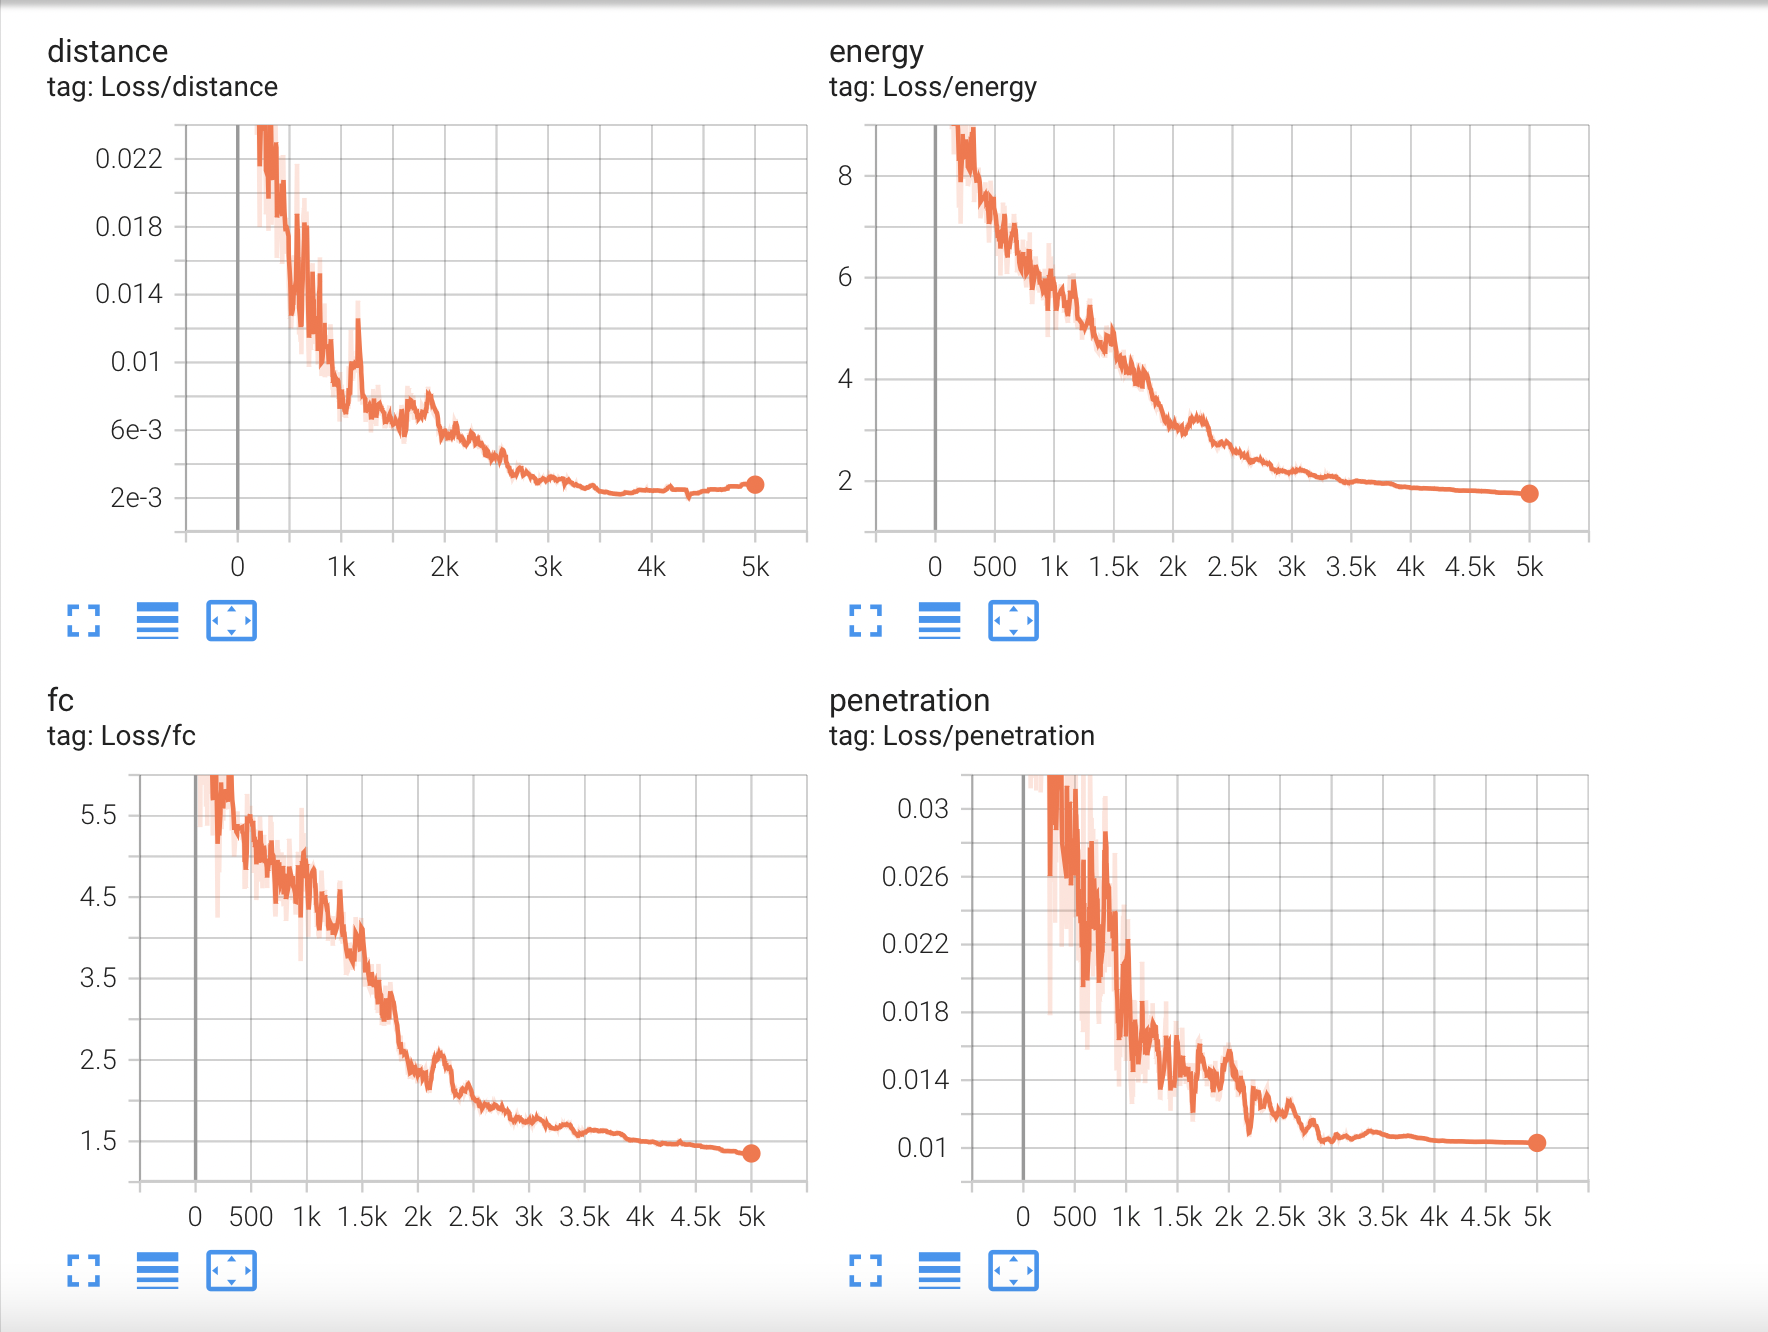 distance
tag: Loss/distance
0.022
0.018
0.014
0.01
6e-3
2e-3
0 1k 2k 3k 4k 5k
energy
tag: Loss/energy
8
6
4
2
0 500 1k 1.5k 2k 2.5k 3k 3.5k 4k 4.5k 5k
fc
tag: Loss/fc
5.5
4.5
3.5
2.5
1.5
0 500 1k 1.5k 2k 2.5k 3k 3.5k 4k 4.5k 5k
penetration
tag: Loss/penetration
0.03
0.026
0.022
0.018
0.014
0.01
0 500 1k 1.5k 2k 2.5k 3k 3.5k 4k 4.5k 5k